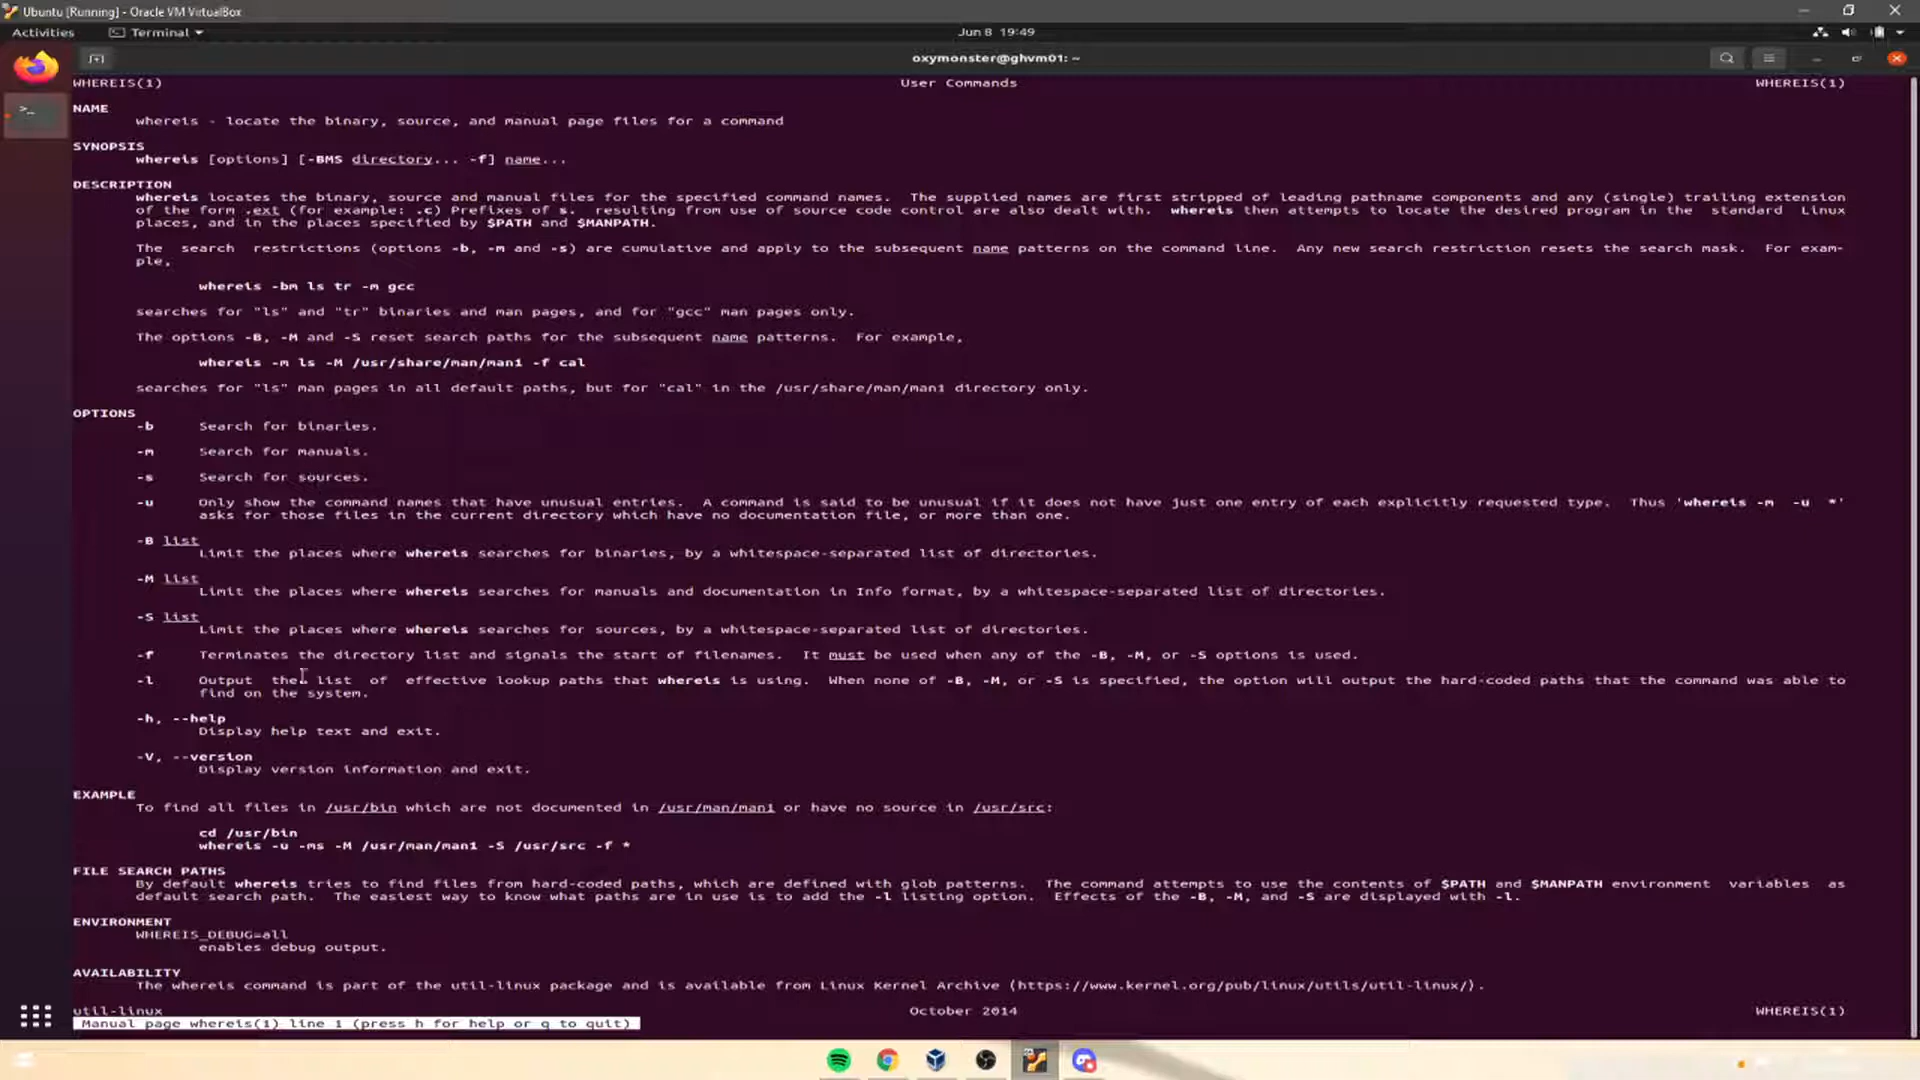 Ubuntu [Running] - Oracle VM VirtualBox
Activities Terminal Jun 8 19:49
oxymonster@ghvm01: ~
WHEREIS(1) User Commands WHEREIS(1)
NAME
whereis - locate the binary, source, and manual page files for a command
SYNOPSIS
whereis [options] [-BMS directory... -f] name...
DESCRIPTION
whereis locates the binary, source and manual files for the specified command names. The supplied names are first stripped of leading pathname components and any (single) trailing extension
of the form .ext (for example: .c) Prefixes of s. resulting from use of source code control are also dealt with. whereis then attempts to locate the desired program in the standard Linux
places, and in the places specified by $PATH and $MANPATH.
The search restrictions (options -b, -m and -s) are cumulative and apply to the subsequent name patterns on the command line. Any new search restriction resets the search mask. For exam-
ple,
whereis -bm ls tr -m gcc
searches for "ls" and "tr" binaries and man pages, and for "gcc" man pages only.
The options -B, -M and -S reset search paths for the subsequent name patterns. For example,
whereis -m ls -M /usr/share/man/man1 -f cal
searches for "ls" man pages in all default paths, but for "cal" in the /usr/share/man/man1 directory only.
OPTIONS
-b Search for binaries.
-m Search for manuals.
-s Search for sources.
-u Only show the command names that have unusual entries. A command is said to be unusual if it does not have just one entry of each explicitly requested type. Thus 'whereis -m -u *'
asks for those files in the current directory which have no documentation file, or more than one.
-B list
Limit the places where whereis searches for binaries, by a whitespace-separated list of directories.
-M list
Limit the places where whereis searches for manuals and documentation in Info format, by a whitespace-separated list of directories.
-S list
Limit the places where whereis searches for sources, by a whitespace-separated list of directories.
-f Terminates the directory list and signals the start of filenames. It must be used when any of the -B, -M, or -S options is used.
-l Output the list of effective lookup paths that whereis is using. When none of -B, -M, or -S is specified, the option will output the hard-coded paths that the command was able to
find on the system.
-h, --help
Display help text and exit.
-V, --version
Display version information and exit.
EXAMPLE
To find all files in /usr/bin which are not documented in /usr/man/man1 or have no source in /usr/src:
cd /usr/bin
whereis -u -ms -M /usr/man/man1 -S /usr/src -f *
FILE SEARCH PATHS
By default whereis tries to find files from hard-coded paths, which are defined with glob patterns. The command attempts to use the contents of $PATH and $MANPATH environment variables as
default search path. The easiest way to know what paths are in use is to add the -l listing option. Effects of the -B, -M, and -S are displayed with -l.
ENVIRONMENT
WHEREIS_DEBUG=all
enables debug output.
AVAILABILITY
The whereis command is part of the util-linux package and is available from Linux Kernel Archive (https://www.kernel.org/pub/linux/utils/util-linux/).
util-linux October 2014 WHEREIS(1)
Manual page whereis(1) line 1 (press h for help or q to quit)